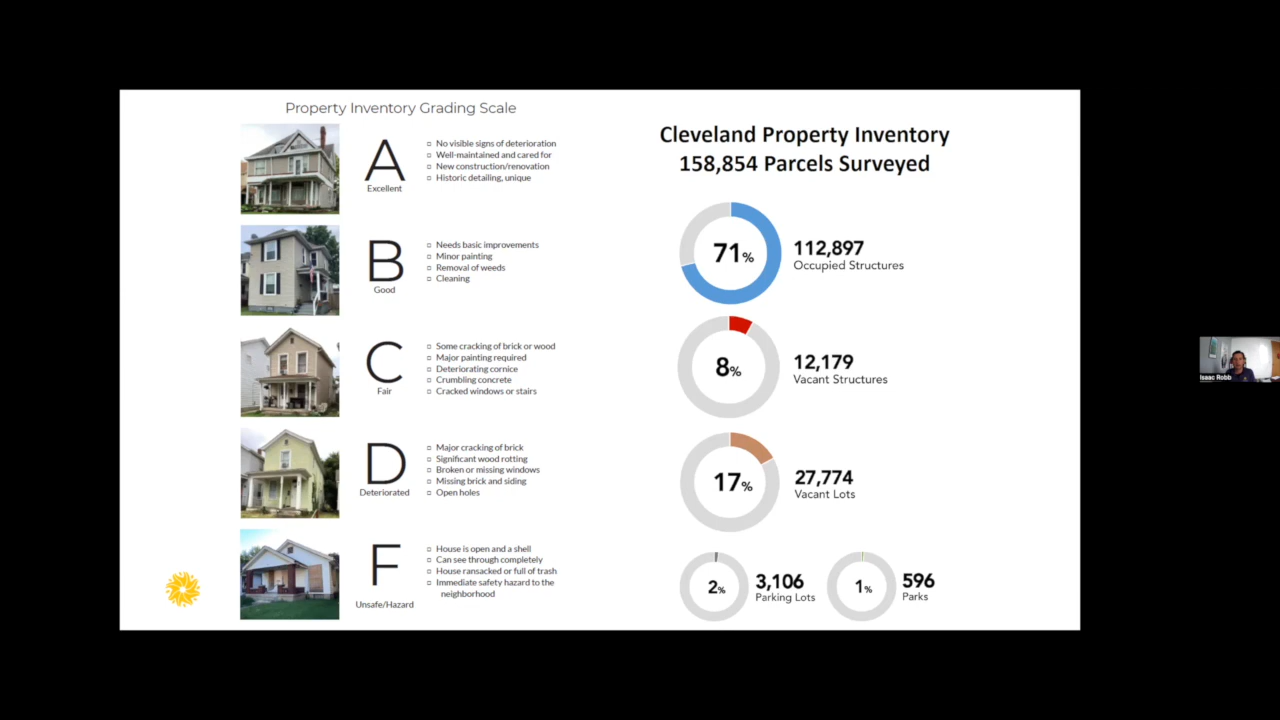 Property Inventory Grading Scale
A
Excellent
No visible signs of deterioration
Well-maintained and cared for
New construction/renovation
Historic detailing, unique
B
Good
Needs basic improvements
Minor painting
Removal of weeds
Cleaning
C
Fair
Some cracking of brick or wood
Major painting required
Deteriorating cornice
Crumbling concrete
Cracked windows or stairs
D
Deteriorated
Major cracking of brick
Significant wood rotting
Broken or missing windows
Missing brick and siding
Open holes
F
Unsafe/Hazard
House is open and a shell
Can see through completely
House ransacked or full of trash
Immediate safety hazard to the
neighborhood
Cleveland Property Inventory
158,854 Parcels Surveyed
71%
112,897
Occupied Structures
8%
12,179
Vacant Structures
17%
27,774
Vacant Lots
2%
3,106
Parking Lots
1%
596
Parks
Isaac Robb